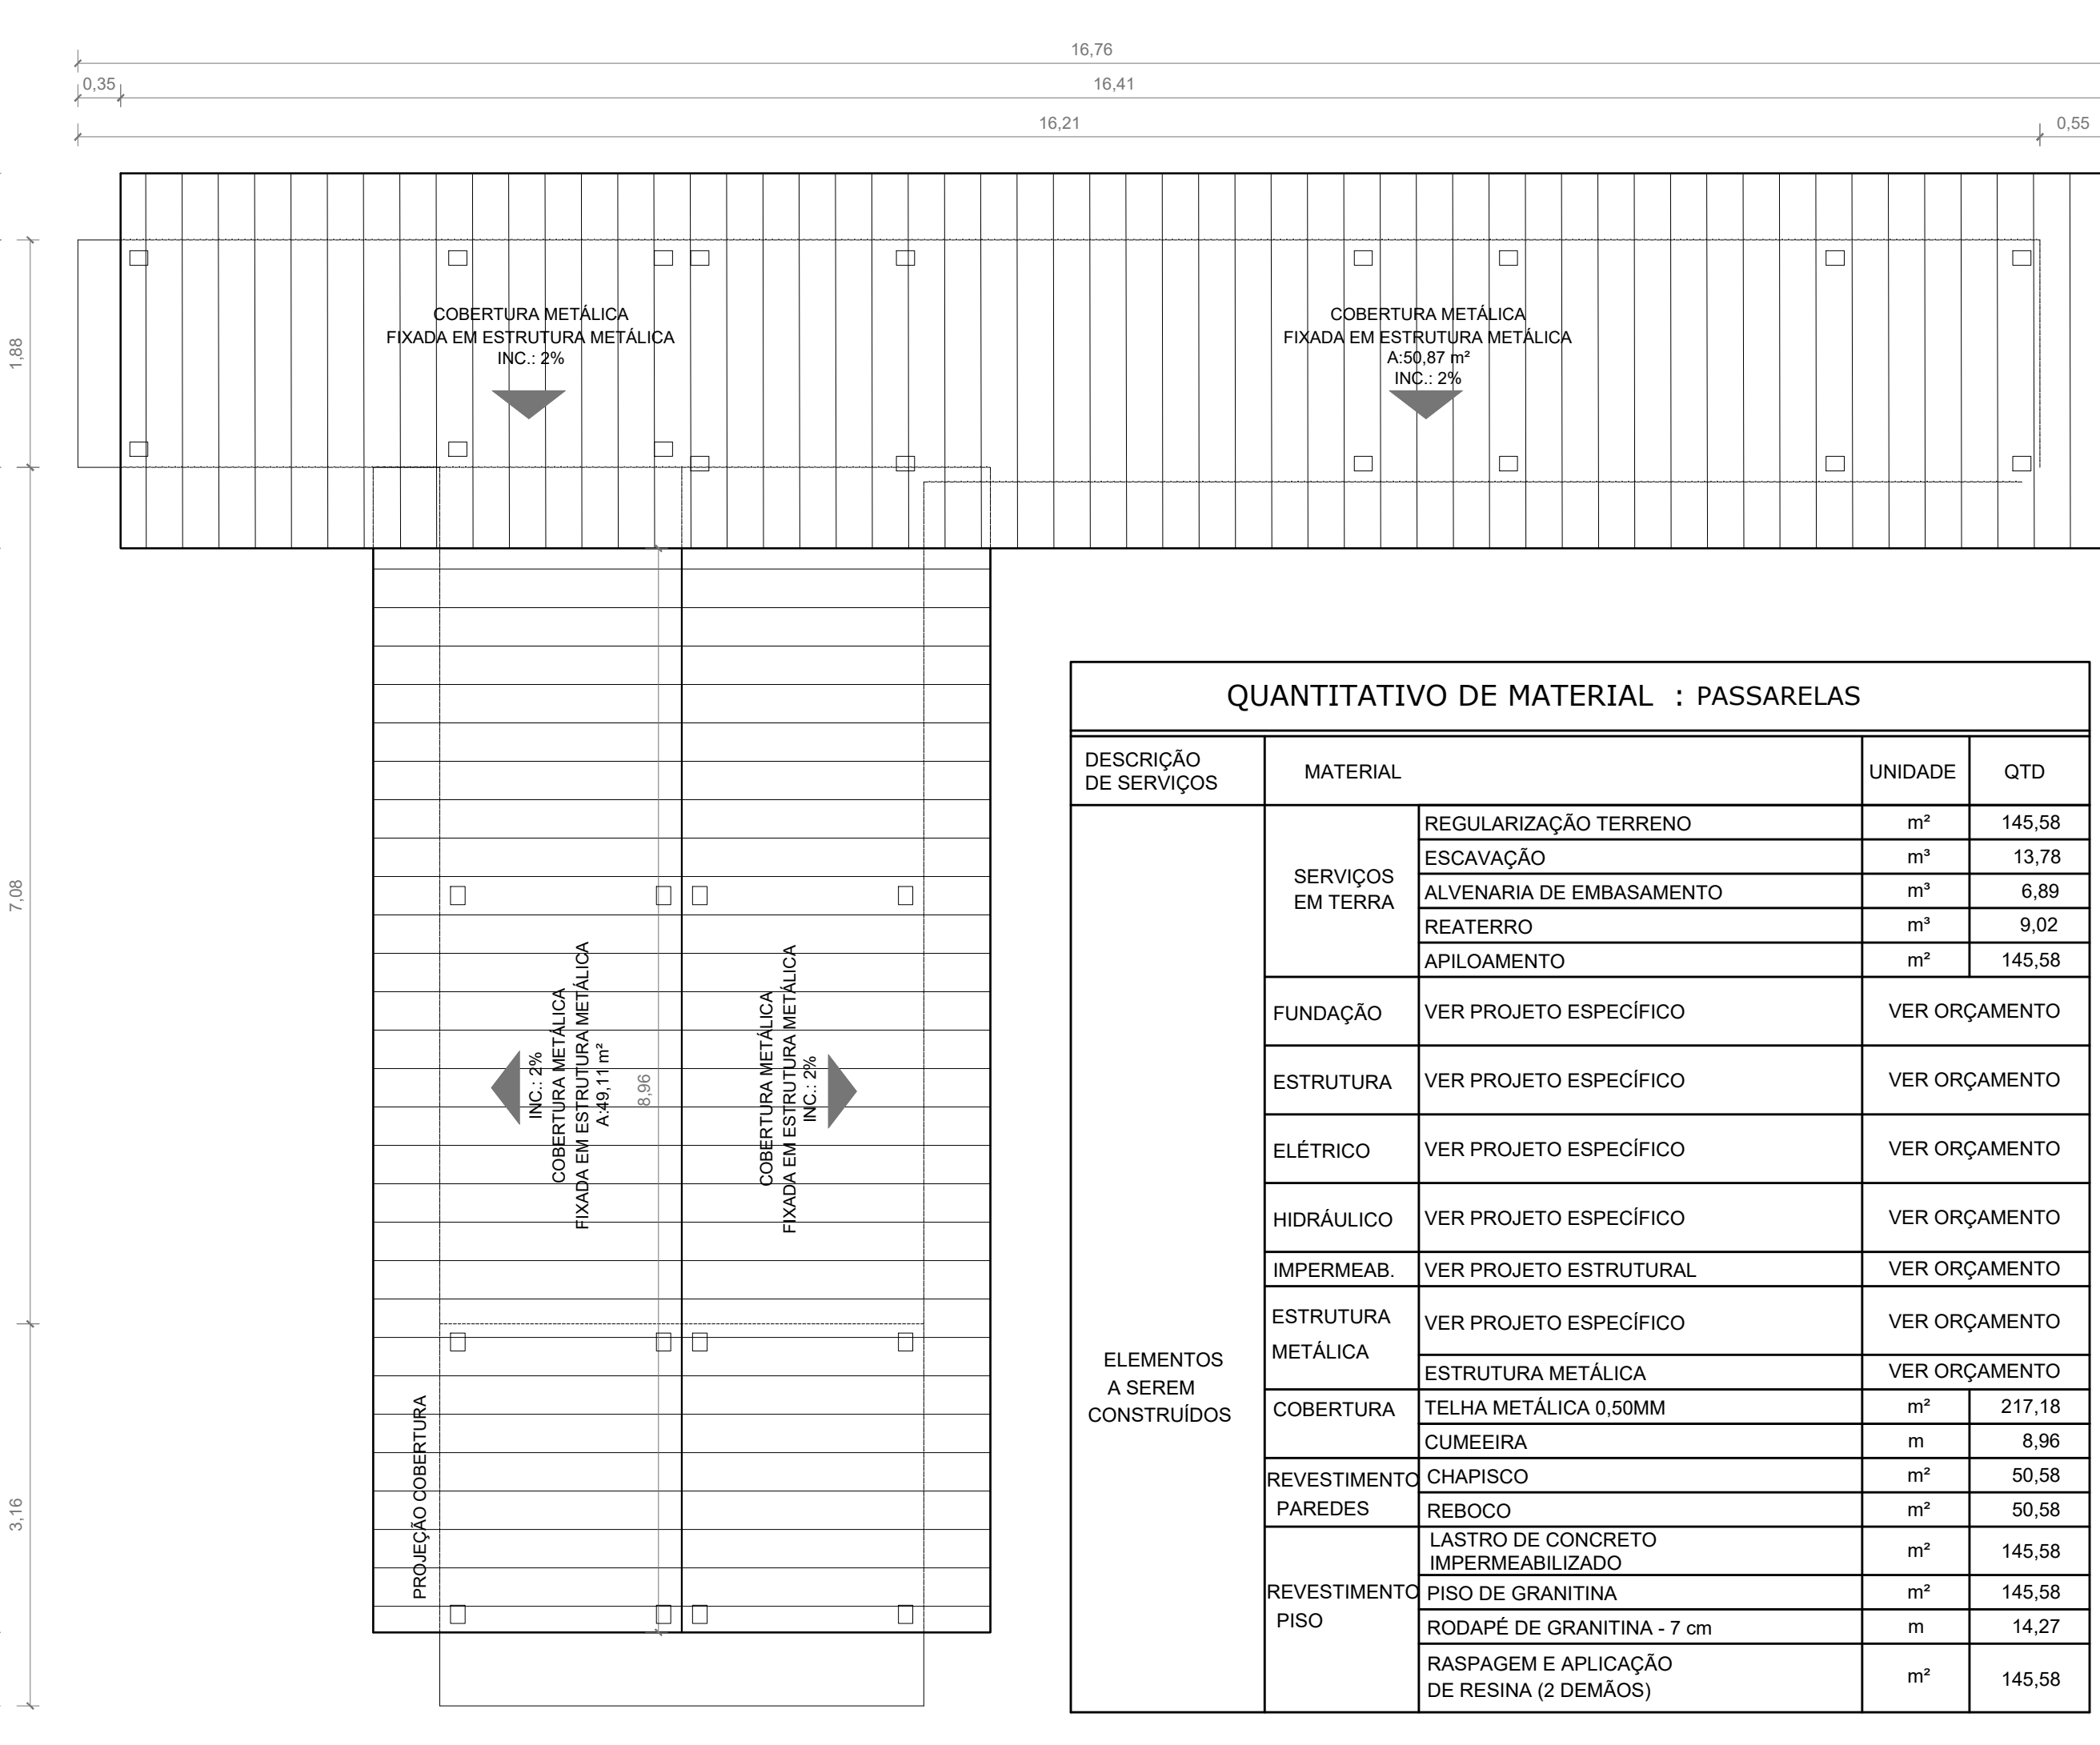 16,76
0,35
16,41
16,21
0,55
1,88
7,08
3,16
COBERTURA METÁLICA
FIXADA EM ESTRUTURA METÁLICA
INC.: 2%
COBERTURA METÁLICA
FIXADA EM ESTRUTURA METÁLICA
A:50,87 m²
INC.: 2%
INC.: 2%
COBERTURA METÁLICA
FIXADA EM ESTRUTURA METÁLICA
A:49,11 m²
8,96
COBERTURA METÁLICA
FIXADA EM ESTRUTURA METÁLICA
INC.: 2%
PROJEÇÃO COBERTURA
QUANTITATIVO DE MATERIAL : PASSARELAS
DESCRIÇÃO
DE SERVIÇOS
MATERIAL
UNIDADE
QTD
ELEMENTOS
A SEREM
CONSTRUÍDOS
SERVIÇOS
EM TERRA
REGULARIZAÇÃO TERRENO m² 145,58
ESCAVAÇÃO m³ 13,78
ALVENARIA DE EMBASAMENTO m³ 6,89
REATERRO m³ 9,02
APILOAMENTO m² 145,58
FUNDAÇÃO VER PROJETO ESPECÍFICO VER ORÇAMENTO
ESTRUTURA VER PROJETO ESPECÍFICO VER ORÇAMENTO
ELÉTRICO VER PROJETO ESPECÍFICO VER ORÇAMENTO
HIDRÁULICO VER PROJETO ESPECÍFICO VER ORÇAMENTO
IMPERMEAB. VER PROJETO ESTRUTURAL VER ORÇAMENTO
ESTRUTURA
METÁLICA
VER PROJETO ESPECÍFICO VER ORÇAMENTO
ESTRUTURA METÁLICA VER ORÇAMENTO
COBERTURA TELHA METÁLICA 0,50MM m² 217,18
CUMEEIRA m 8,96
REVESTIMENTO
PAREDES
CHAPISCO m² 50,58
REBOCO m² 50,58
REVESTIMENTO
PISO
LASTRO DE CONCRETO
IMPERMEABILIZADO m² 145,58
PISO DE GRANITINA m² 145,58
RODAPÉ DE GRANITINA - 7 cm m 14,27
RASPAGEM E APLICAÇÃO
DE RESINA (2 DEMÃOS) m² 145,58